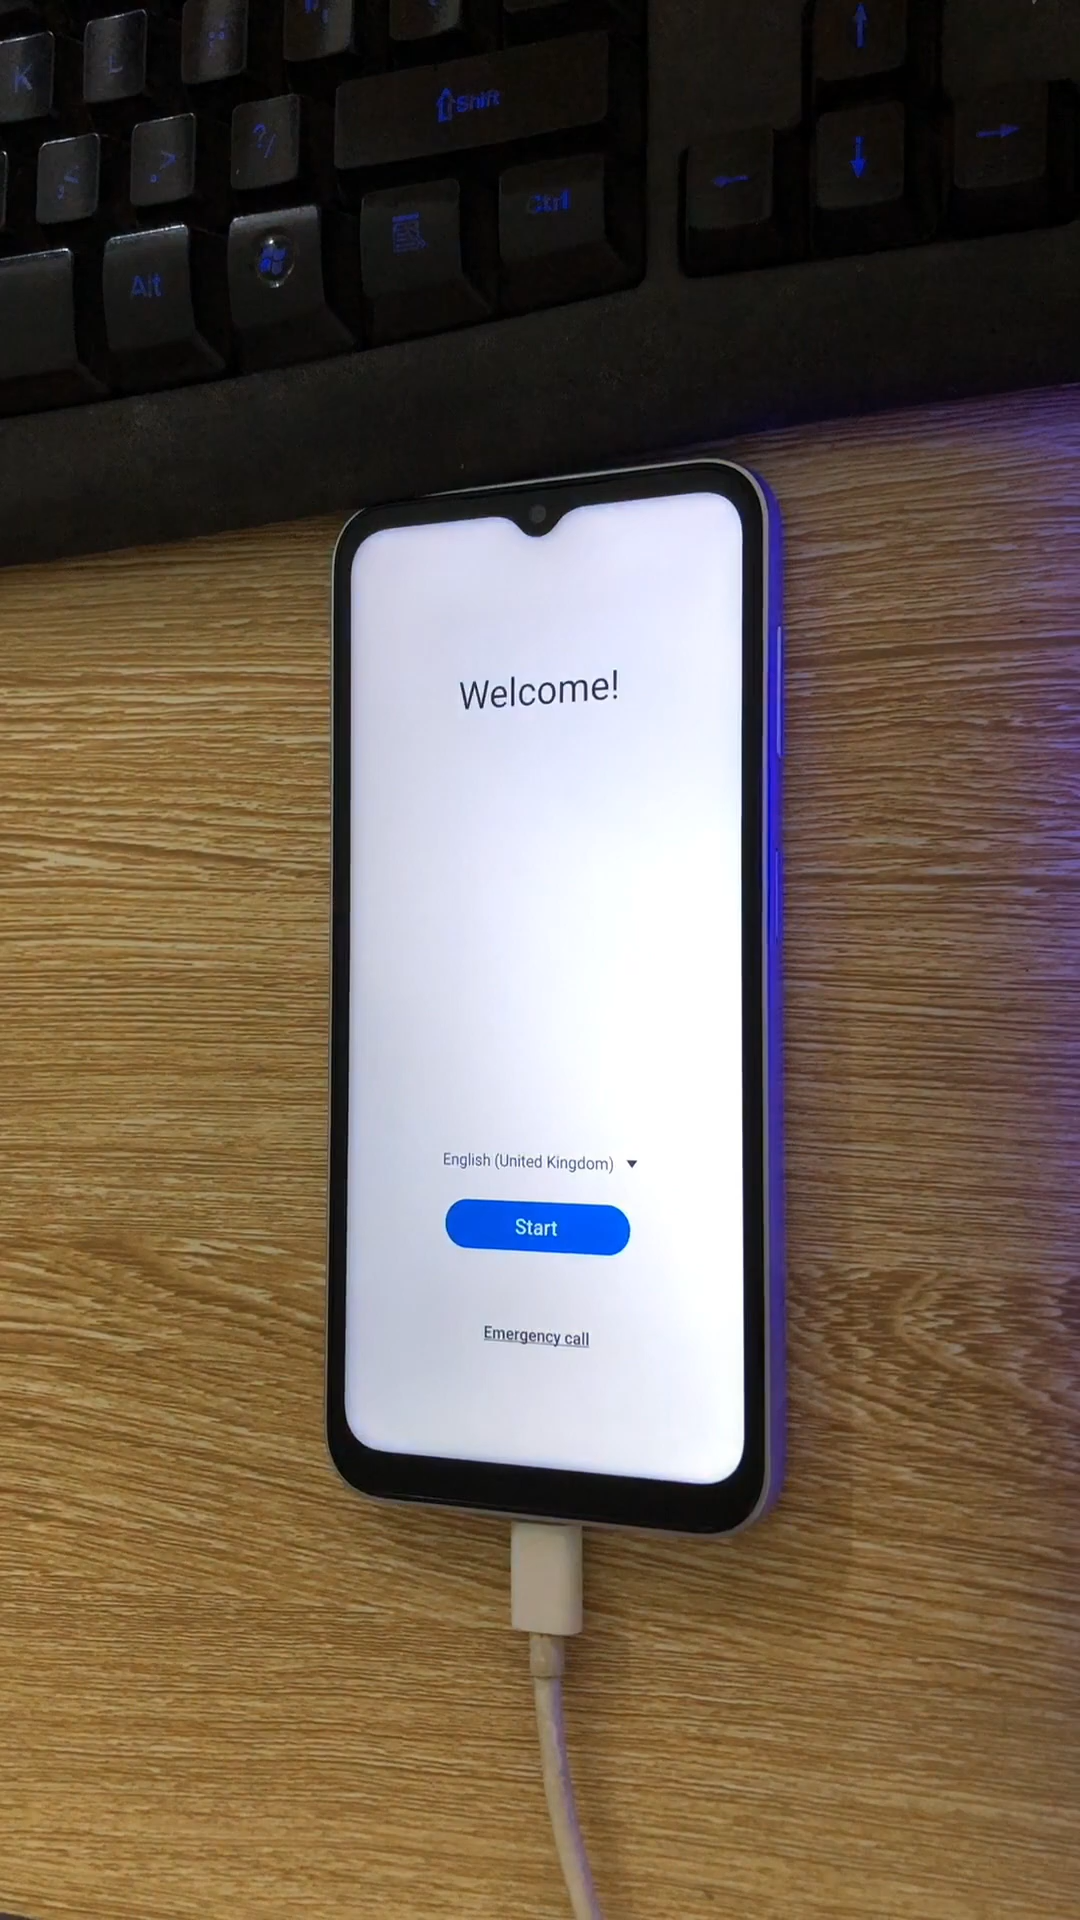 K
L
Shift
?/
Alt
Ctrl
Welcome!
English (United Kingdom)
Start
Emergency call